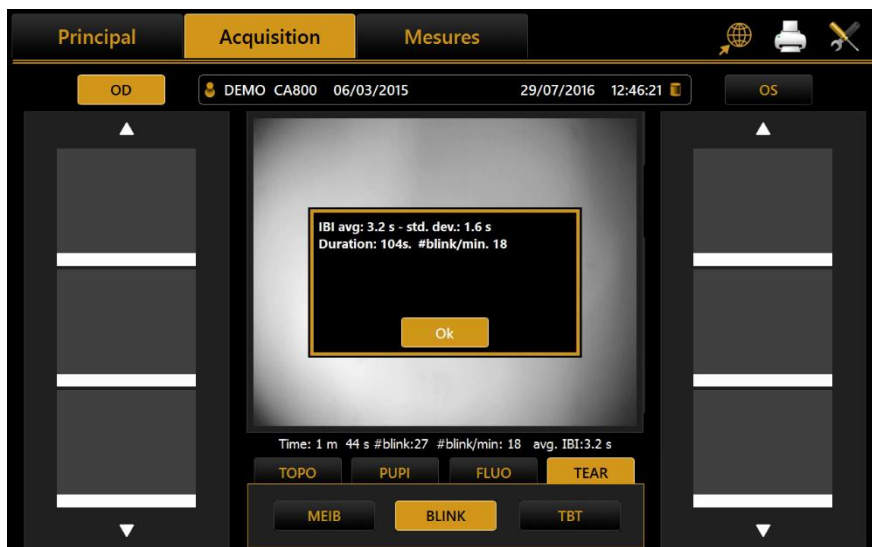 Principal Acquisition Mesures
OD DEMO CA800 06/03/2015 29/07/2016 12:46:21 OS
IBI avg: 3.2 s - std. dev.: 1.6 s
Duration: 104s. #blink/min. 18
Ok
Time: 1 m 44 s #blink:27 #blink/min: 18 avg. IBI:3.2 s
TOPO PUPI FLUO TEAR
MEIB BLINK TBT